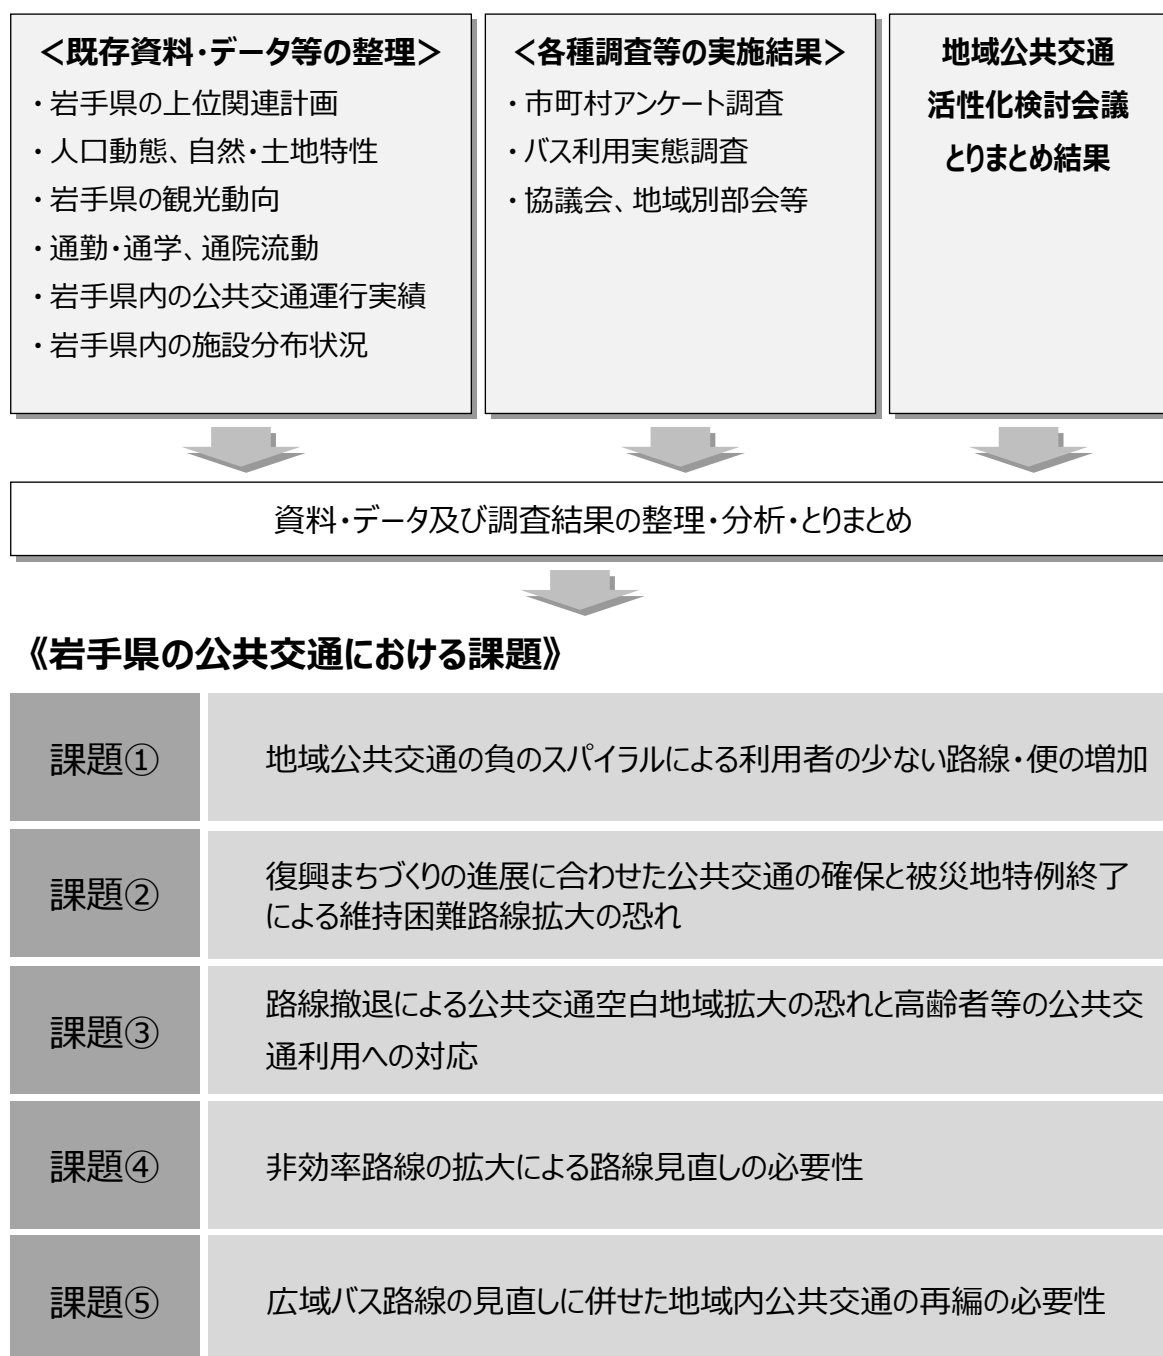 ＜既存資料・データ等の整理＞
・岩手県の上位関連計画
・人口動態、自然・土地特性
・岩手県の観光動向
・通勤・通学、通院流動
・岩手県内の公共交通運行実績
・岩手県内の施設分布状況
＜各種調査等の実施結果＞
・市町村アンケート調査
・バス利用実態調査
・協議会、地域別部会等
地域公共交通
活性化検討会議
とりまとめ結果
資料・データ及び調査結果の整理・分析・とりまとめ
《岩手県の公共交通における課題》
課題①
地域公共交通の負のスパイラルによる利用者の少ない路線・便の増加
課題②
復興まちづくりの進展に合わせた公共交通の確保と被災地特例終了
による維持困難路線拡大の恐れ
課題③
路線撤退による公共交通空白地域拡大の恐れと高齢者等の公共交
通利用への対応
課題④
非効率路線の拡大による路線見直しの必要性
課題⑤
広域バス路線の見直しに併せた地域内公共交通の再編の必要性